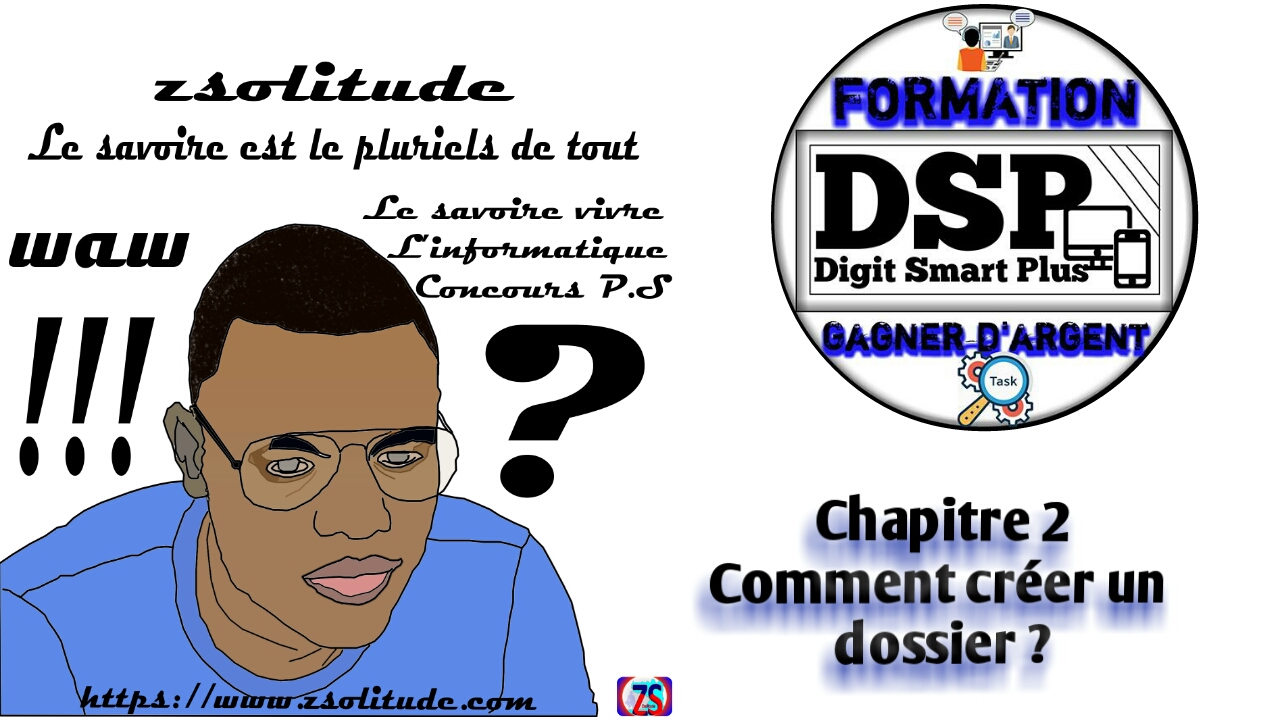 zsolitude
Le savoire est le pluriels de tout
Le savoire vivre
L'informatique
Concours P.S
waw
!!!
?
https://www.zsolitude.com
ZS
FORMATION
DSP
Digit Smart Plus
GAGNER D'ARGENT
Task
Chapitre 2
Comment créer un
dossier ?